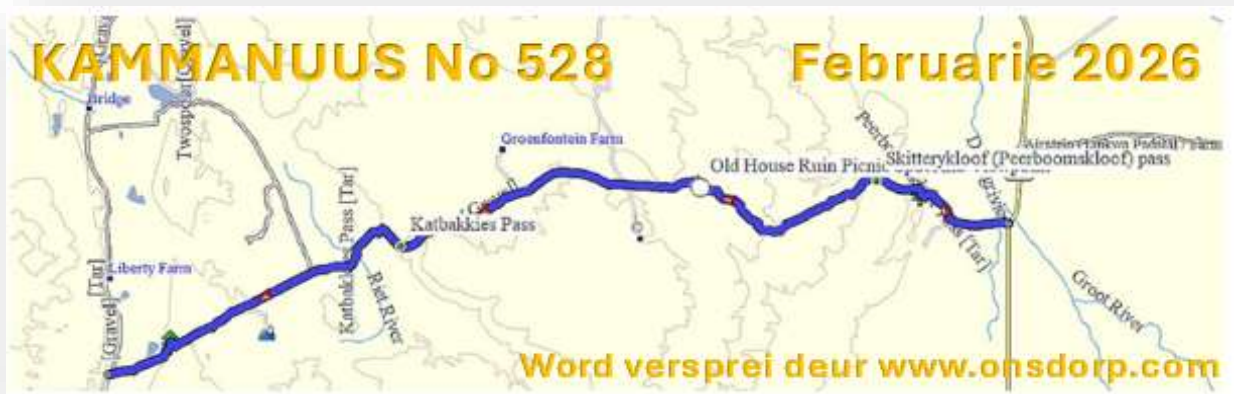 KAMMANUUS No 528
Februarie 2026
Bridge
Twospoor [Gravel]
Groenfontein Farm
Old House Ruin Picnic
Skitterykloof (Peerboomskloof) pass
Katbakkies Pass
Katbakkies Pass [Tar]
Riet River
Liberty Farm
[Tar]
[Gravel]
[Tar]
Groot River
Word versprei deur www.onsdorp.com